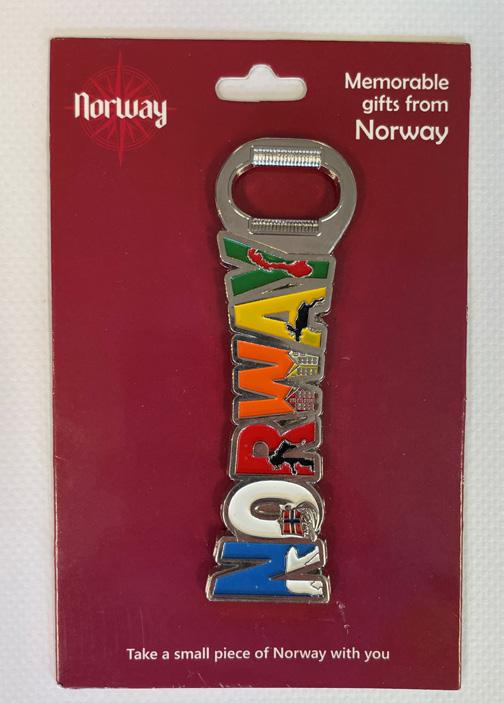 Norway
Memorable
gifts from
Norway
NORWAY
Take a small piece of Norway with you